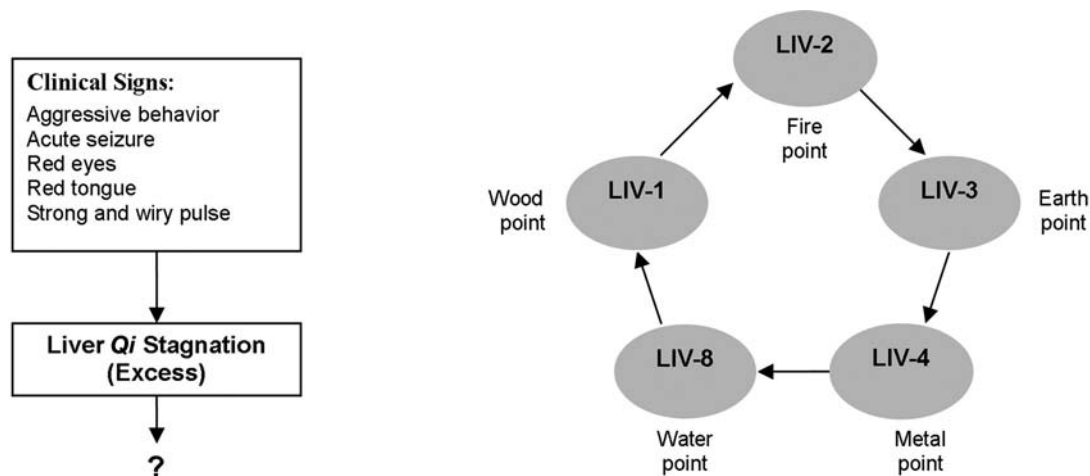 Clinical Signs:
Aggressive behavior
Acute seizure
Red eyes
Red tongue
Strong and wiry pulse
Liver Qi Stagnation
(Excess)
?
LIV-2
Fire
point
LIV-1
Wood
point
LIV-3
Earth
point
LIV-8
Water
point
LIV-4
Metal
point